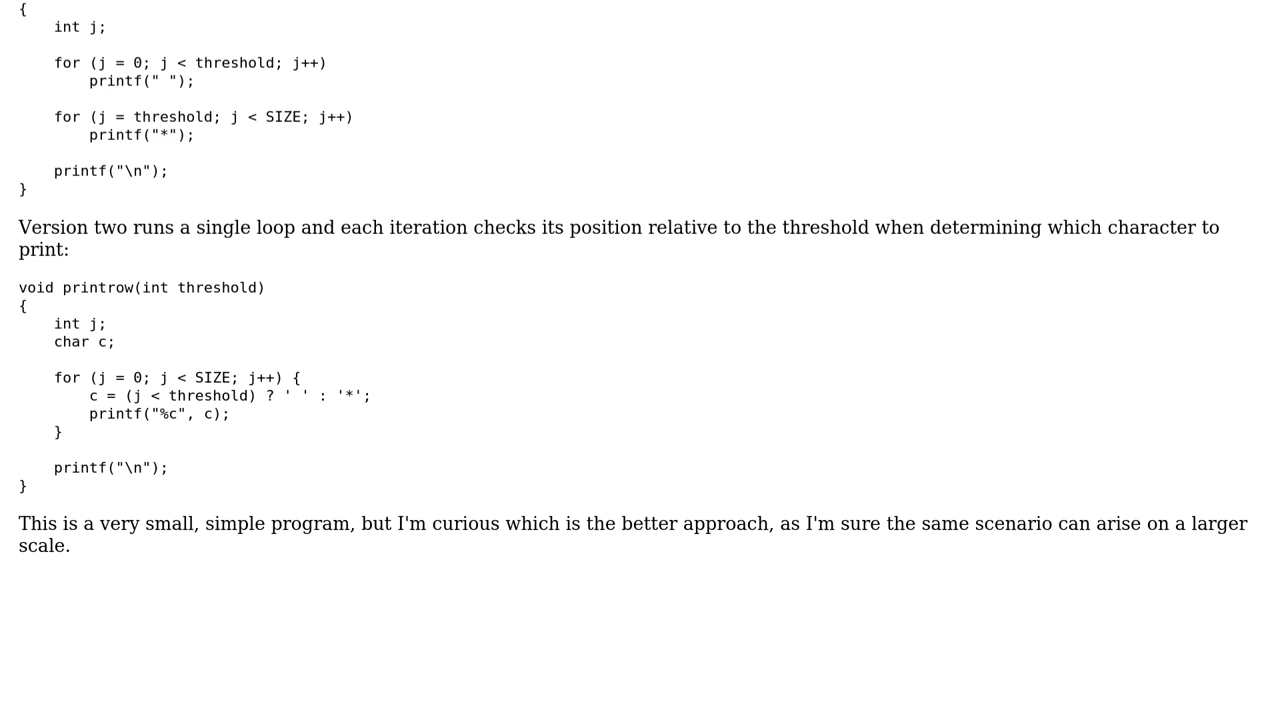 {
    int j;

    for (j = 0; j < threshold; j++)
        printf(" ");

    for (j = threshold; j < SIZE; j++)
        printf("*");

    printf("\n");
}
Version two runs a single loop and each iteration checks its position relative to the threshold when determining which character to
print:
void printrow(int threshold)
{
    int j;
    char c;

    for (j = 0; j < SIZE; j++) {
        c = (j < threshold) ? ' ' : '*';
        printf("%c", c);
    }

    printf("\n");
}
This is a very small, simple program, but I'm curious which is the better approach, as I'm sure the same scenario can arise on a larger
scale.